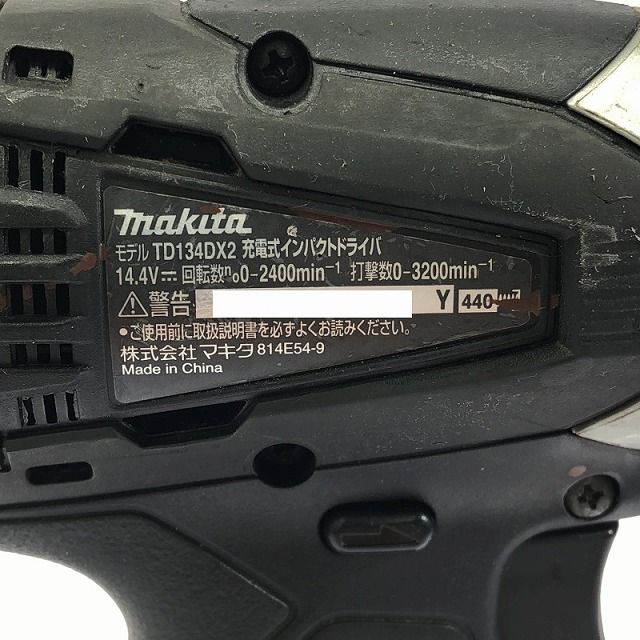 makita
モデル TD134DX2 充電式インパクトドライバ
14.4V⎓ 回転数n₀0-2400min⁻¹ 打撃数0-3200min⁻¹
⚠警告 Y 440
●ご使用前に取扱説明書を必ずよくお読みください。
株式会社 マキタ 814E54-9
Made in China